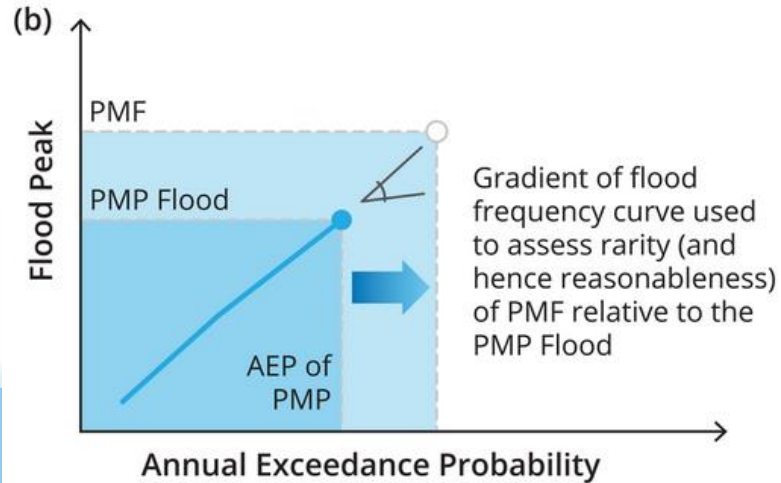 (b)
PMF
PMP Flood
Flood Peak
AEP of
PMP
Annual Exceedance Probability
Gradient of flood
frequency curve used
to assess rarity (and
hence reasonableness)
of PMF relative to the
PMP Flood